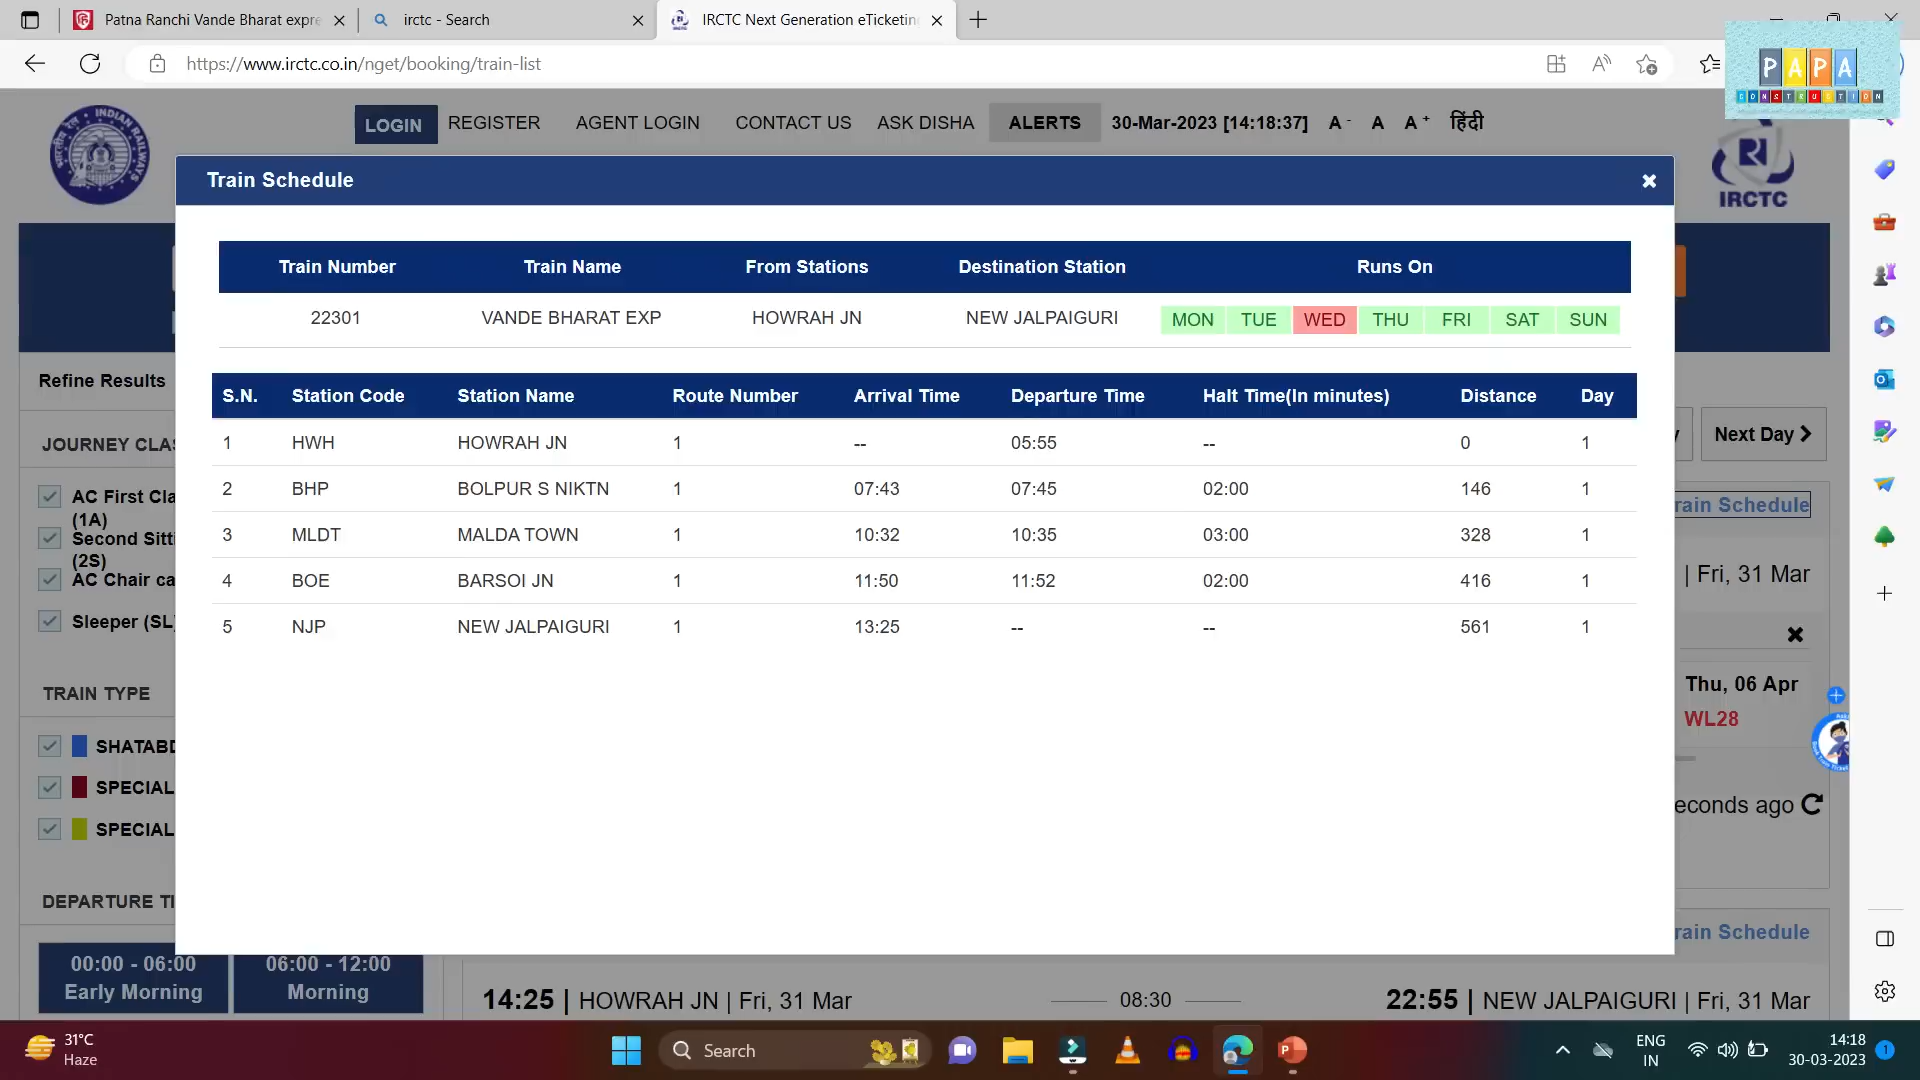 Patna Ranchi Vande Bharat expre
irctc - Search
IRCTC Next Generation eTicketin
https://www.irctc.co.in/nget/booking/train-list
PAPA
CONSTRUCTION
INDIAN RAILWAYS
LOGIN REGISTER AGENT LOGIN CONTACT US ASK DISHA ALERTS 30-Mar-2023 [14:18:37] A - A A + हिंदी
IRCTC
Train Schedule
Train Number Train Name From Stations Destination Station Runs On
22301 VANDE BHARAT EXP HOWRAH JN NEW JALPAIGURI MON TUE WED THU FRI SAT SUN
S.N. Station Code Station Name Route Number Arrival Time Departure Time Halt Time(In minutes) Distance Day
1 HWH HOWRAH JN 1 -- 05:55 -- 0 1
2 BHP BOLPUR S NIKTN 1 07:43 07:45 02:00 146 1
3 MLDT MALDA TOWN 1 10:32 10:35 03:00 328 1
4 BOE BARSOI JN 1 11:50 11:52 02:00 416 1
5 NJP NEW JALPAIGURI 1 13:25 -- -- 561 1
Refine Results
JOURNEY CLAS
AC First Cla
(1A)
Second Sitti
(2S)
AC Chair ca
Sleeper (SL)
TRAIN TYPE
SHATABD
SPECIAL
SPECIAL
DEPARTURE TI
00:00 - 06:00
Early Morning
06:00 - 12:00
Morning
Next Day
rain Schedule
| Fri, 31 Mar
Thu, 06 Apr
WL28
econds ago
rain Schedule
14:25 | HOWRAH JN | Fri, 31 Mar
08:30
22:55 | NEW JALPAIGURI | Fri, 31 Mar
31°C
Haze
Search
ENG
IN
14:18
30-03-2023
1